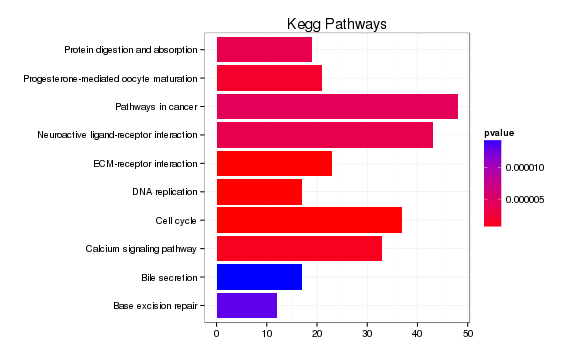 Kegg Pathways
Protein digestion and absorption
Progesterone-mediated oocyte maturation
Pathways in cancer
Neuroactive ligand-receptor interaction
ECM-receptor interaction
DNA replication
Cell cycle
Calcium signaling pathway
Bile secretion
Base excision repair
0 10 20 30 40 50
pvalue
0.000010
0.000005